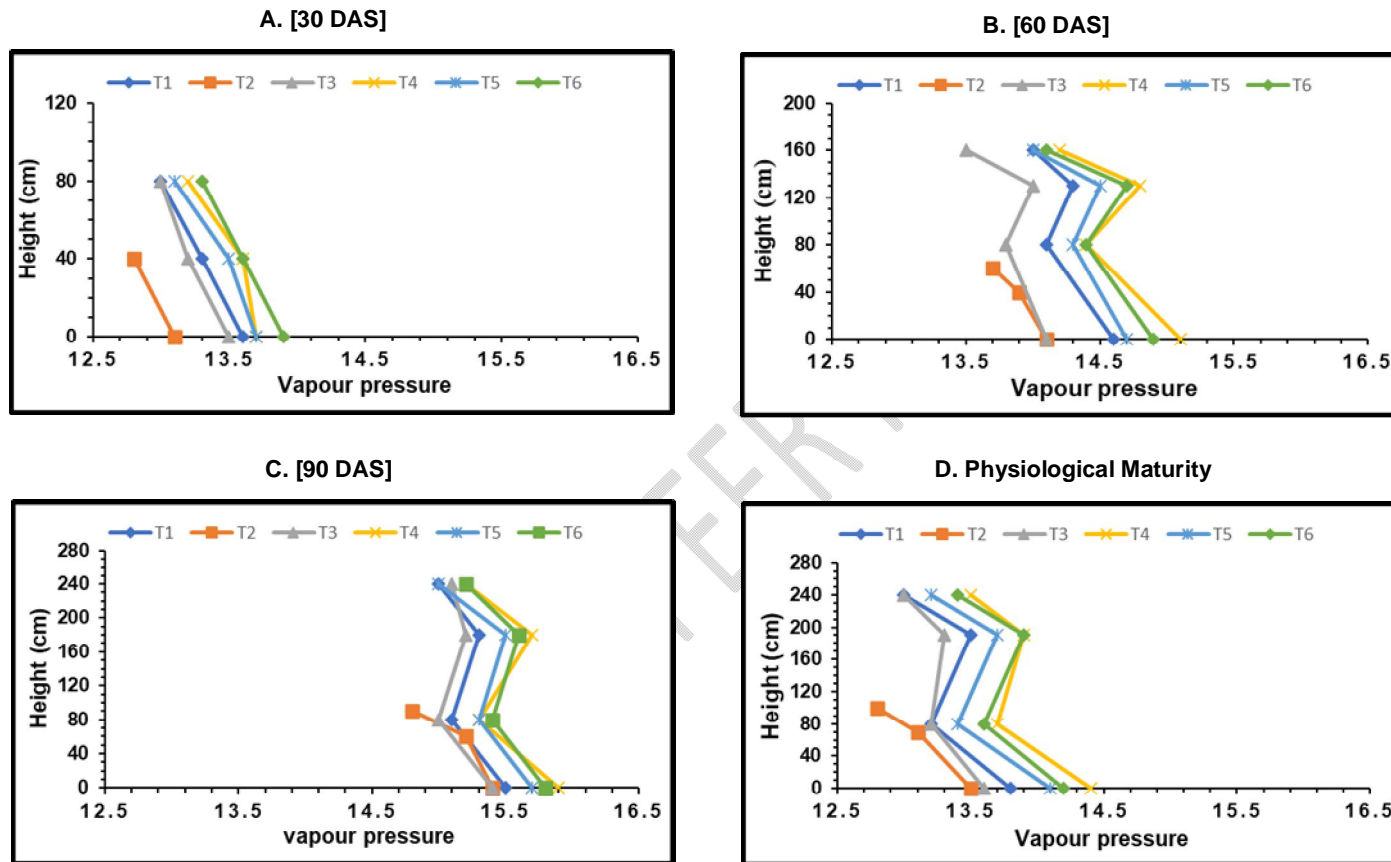 A. [30 DAS]
T1 T2 T3 T4 T5 T6
120
80
40
0
Height (cm)
12.5 13.5 14.5 15.5 16.5
Vapour pressure
B. [60 DAS]
T1 T2 T3 T4 T5 T6
200
160
120
80
40
0
Height (cm)
12.5 13.5 14.5 15.5 16.5
Vapour pressure
C. [90 DAS]
T1 T2 T3 T4 T5 T6
280
240
200
160
120
80
40
0
Height (cm)
12.5 13.5 14.5 15.5 16.5
vapour pressure
D. Physiological Maturity
T1 T2 T3 T4 T5 T6
280
240
200
160
120
80
40
0
Height (cm)
12.5 13.5 14.5 15.5 16.5
Vapour pressure